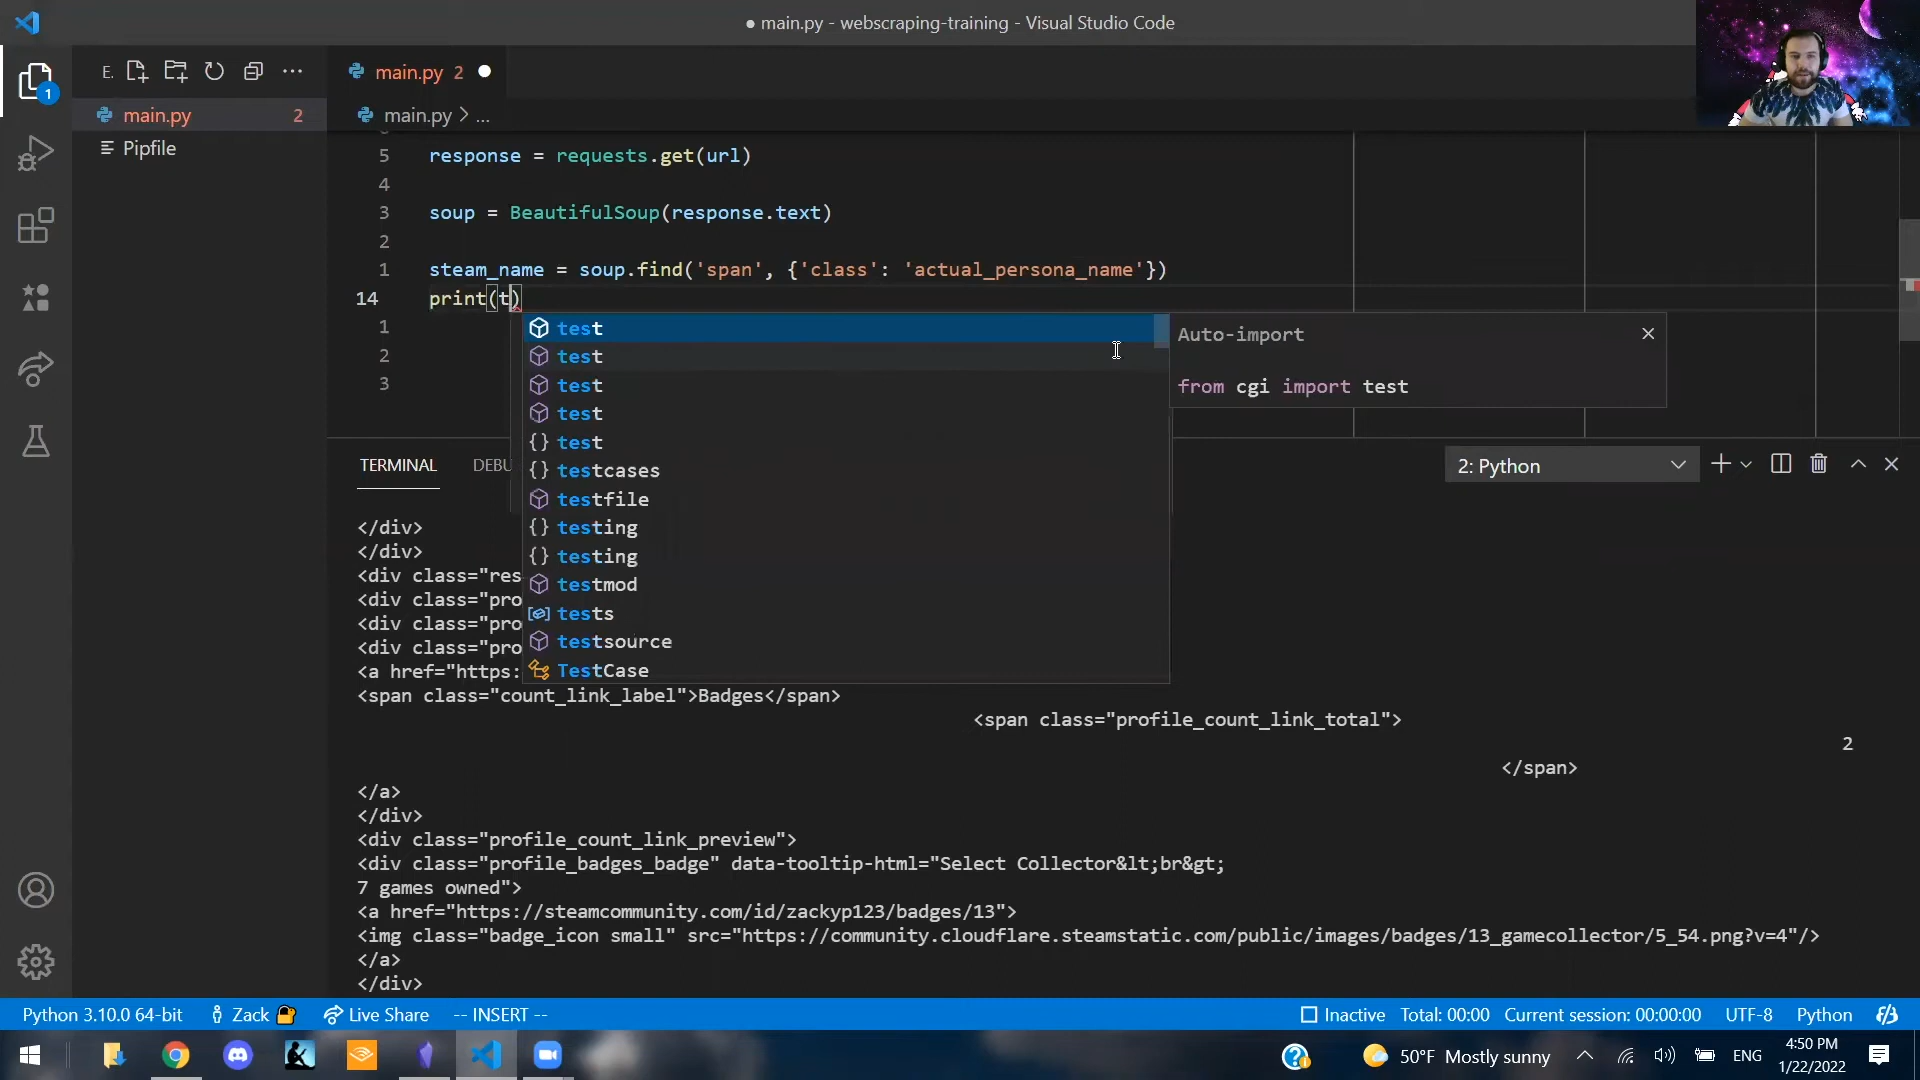 ● main.py - webscraping-training - Visual Studio Code
E.
main.py 2
1
main.py 2
main.py > ...
Pipfile
5 response = requests.get(url)
4
3 soup = BeautifulSoup(response.text)
2
1 steam_name = soup.find('span', {'class': 'actual_persona_name'})
14 print(t)
1
2
3
test
test
test
test
test
testcases
testfile
testing
testing
testmod
tests
testsource
TestCase
Auto-import
from cgi import test
TERMINAL DEBU
2: Python
</div>
</div>
<div class="res
<div class="pro
<div class="pro
<div class="pro
<a href="https:
<span class="count_link_label">Badges</span>
<span class="profile_count_link_total">
2
</span>
</a>
</div>
<div class="profile_count_link_preview">
<div class="profile_badges_badge" data-tooltip-html="Select Collector&lt;br&gt;
7 games owned">
<a href="https://steamcommunity.com/id/zackyp123/badges/13">
<img class="badge_icon small" src="https://community.cloudflare.steamstatic.com/public/images/badges/13_gamecollector/5_54.png?v=4"/>
</a>
</div>
Python 3.10.0 64-bit Zack Live Share -- INSERT -- Inactive Total: 00:00 Current session: 00:00:00 UTF-8 Python
50°F Mostly sunny ENG 4:50 PM
1/22/2022